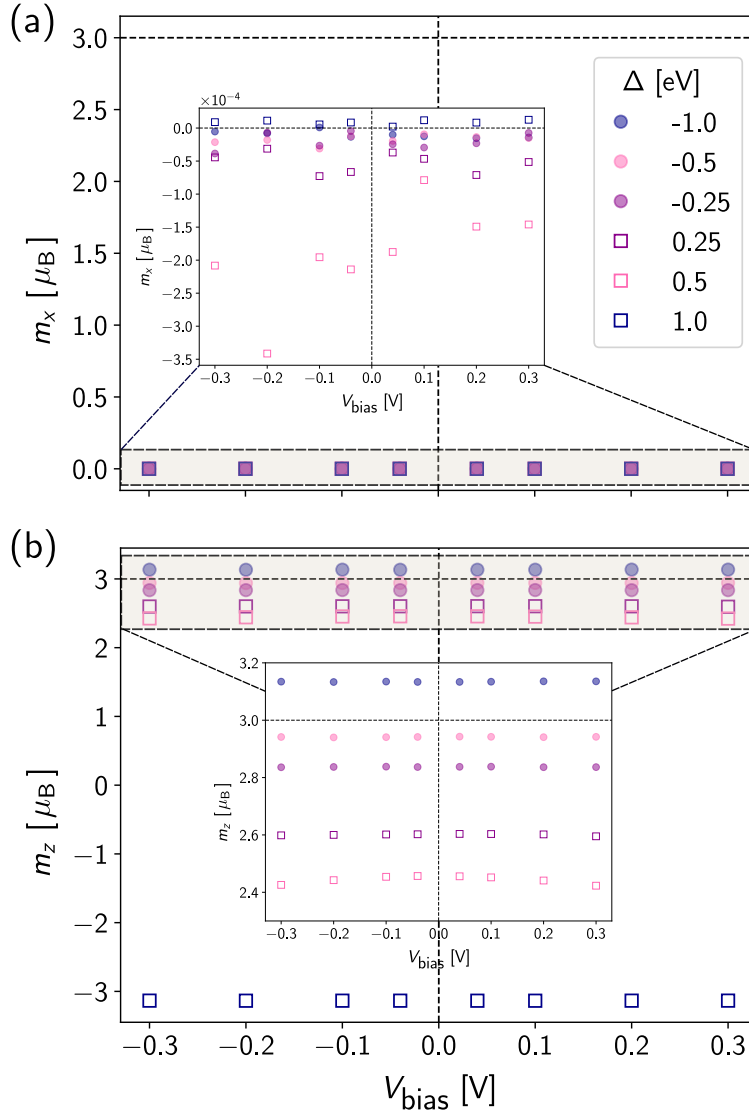 (a)
3.0
2.5
2.0
1.5
1.0
0.5
0.0
m_x [ μ_B ]
×10⁻⁴
0.0
−0.5
−1.0
−1.5
−2.0
−2.5
−3.0
−3.5
m_x [ μ_B ]
−0.3 −0.2 −0.1 0.0 0.1 0.2 0.3
V_bias [V]
Δ [eV]
-1.0
-0.5
-0.25
0.25
0.5
1.0
(b)
3
2
1
0
−1
−2
−3
m_z [ μ_B ]
3.2
3.0
2.8
2.6
2.4
m_z [ μ_B ]
−0.3 −0.2 −0.1 0.0 0.1 0.2 0.3
V_bias [V]
−0.3 −0.2 −0.1 0.0 0.1 0.2 0.3
V_bias [V]